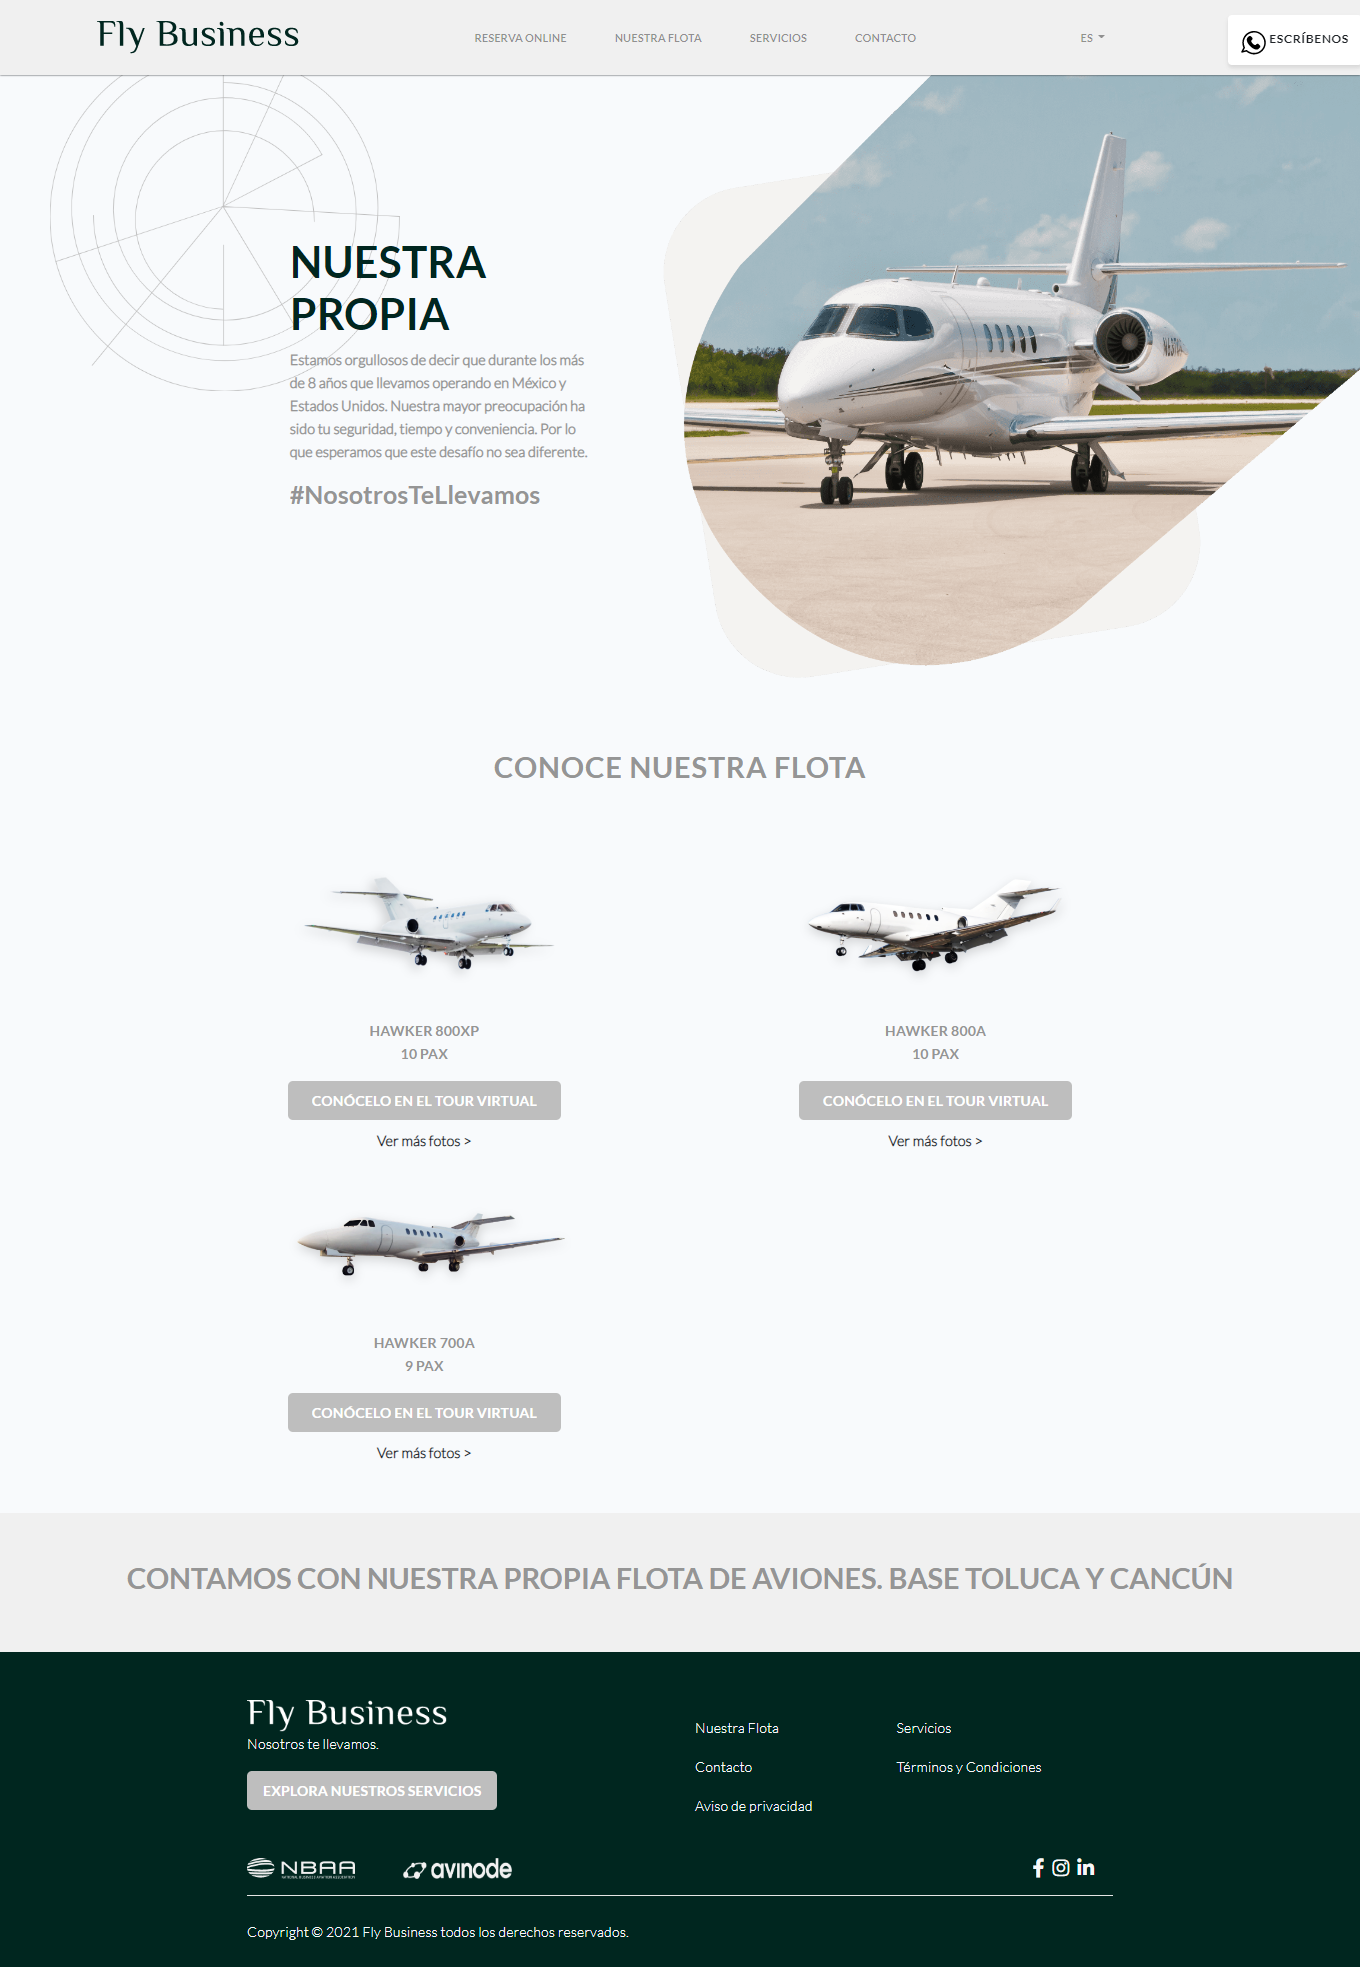 Fly Business
RESERVA ONLINE
NUESTRA FLOTA
SERVICIOS
CONTACTO
ES
ESCRÍBENOS
NUESTRA
PROPIA
Estamos orgullosos de decir que durante los más
de 8 años que llevamos operando en México y
Estados Unidos. Nuestra mayor preocupación ha
sido tu seguridad, tiempo y conveniencia. Por lo
que esperamos que este desafío no sea diferente.
#NosotrosTeLlevamos
CONOCE NUESTRA FLOTA
HAWKER 800XP
10 PAX
CONÓCELO EN EL TOUR VIRTUAL
Ver más fotos >
HAWKER 800A
10 PAX
CONÓCELO EN EL TOUR VIRTUAL
Ver más fotos >
HAWKER 700A
9 PAX
CONÓCELO EN EL TOUR VIRTUAL
Ver más fotos >
CONTAMOS CON NUESTRA PROPIA FLOTA DE AVIONES. BASE TOLUCA Y CANCÚN
Fly Business
Nosotros te llevamos.
EXPLORA NUESTROS SERVICIOS
Nuestra Flota
Servicios
Contacto
Términos y Condiciones
Aviso de privacidad
NBAA
NATIONAL BUSINESS AVIATION ASSOCIATION
avinode
Copyright © 2021 Fly Business todos los derechos reservados.